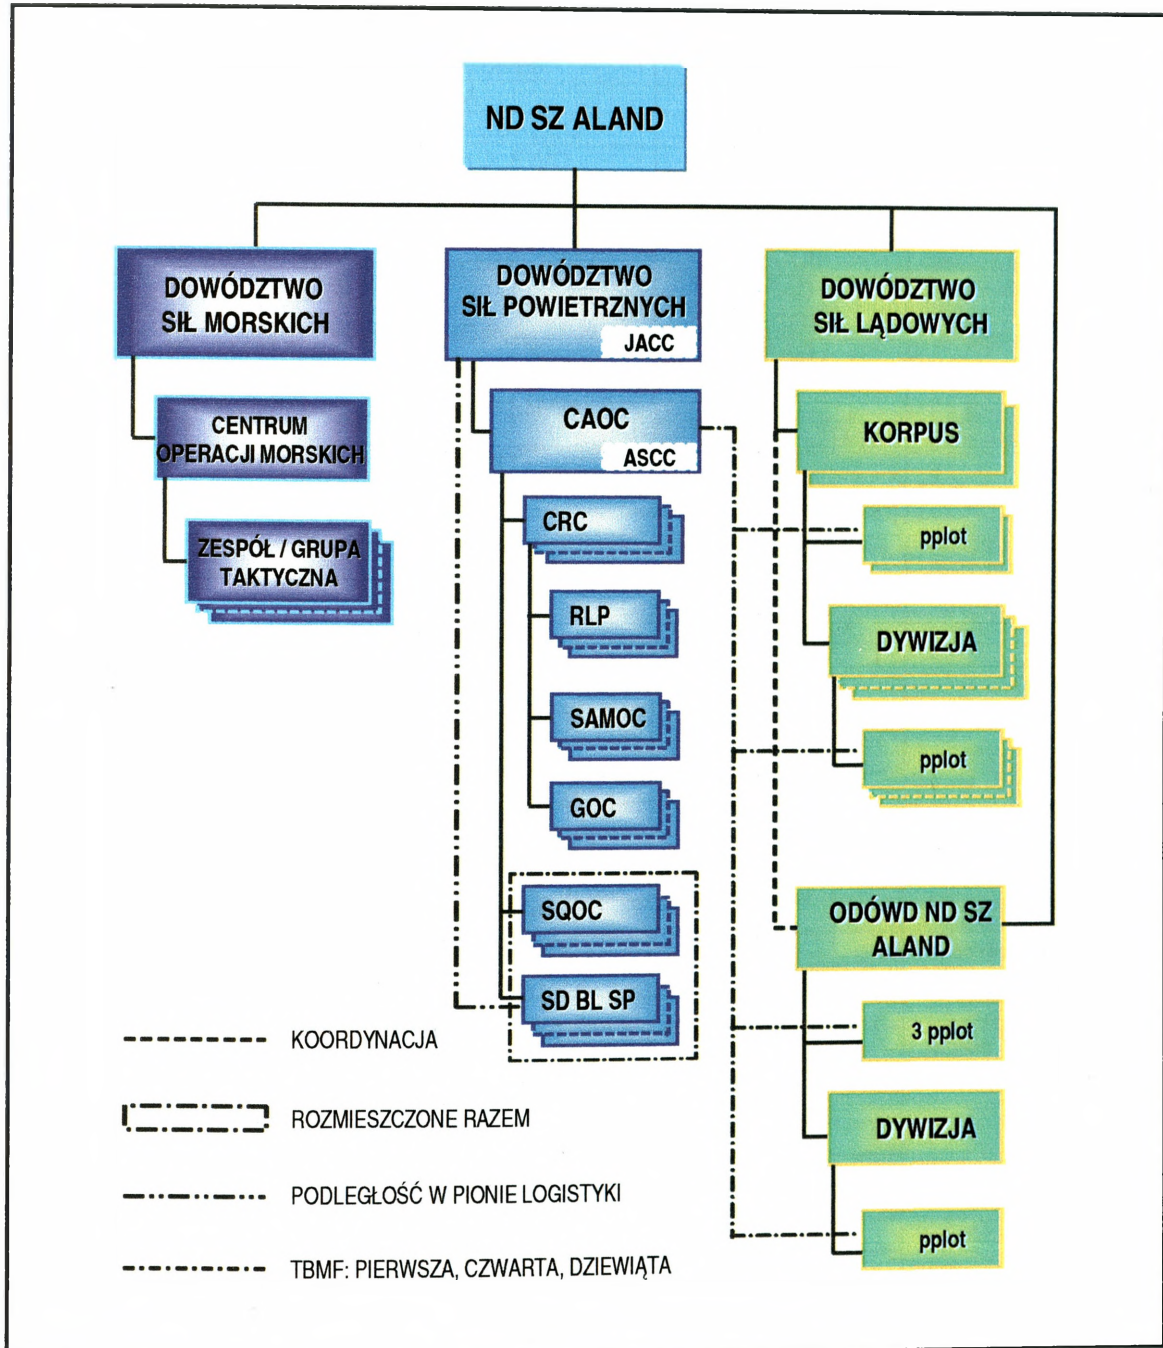 ND SZ ALAND
DOWÓDZTWO
SIŁ MORSKICH
CENTRUM
OPERACJI MORSKICH
ZESPÓŁ / GRUPA
TAKTYCZNA
DOWÓDZTWO
SIŁ POWIETRZNYCH
JACC
CAOC
ASCC
CRC
RLP
SAMOC
GOC
SQOC
SD BL SP
DOWÓDZTWO
SIŁ LĄDOWYCH
KORPUS
pplot
DYWIZJA
pplot
ODÓWD ND SZ
ALAND
3 pplot
DYWIZJA
pplot
KOORDYNACJA
ROZMIESZCZONE RAZEM
PODLEGŁOŚĆ W PIONIE LOGISTYKI
TBMF: PIERWSZA, CZWARTA, DZIEWIĄTA